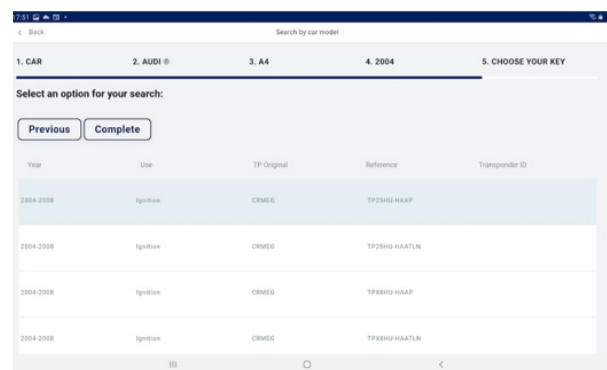 17:51
Back Search by car model
1. CAR 2. AUDI ® 3. A4 4. 2004 5. CHOOSE YOUR KEY
Select an option for your search:
Previous Complete
Year Use TP Original Reference Transponder ID
2004-2008 Ignition CRMEG TP25HU-HAAP
2004-2008 Ignition CRMEG TP25HU-HAATLN
2004-2008 Ignition CRMEG TPX8HU-HAAP
2004-2008 Ignition CRMEG TPX8HU-HAATLN